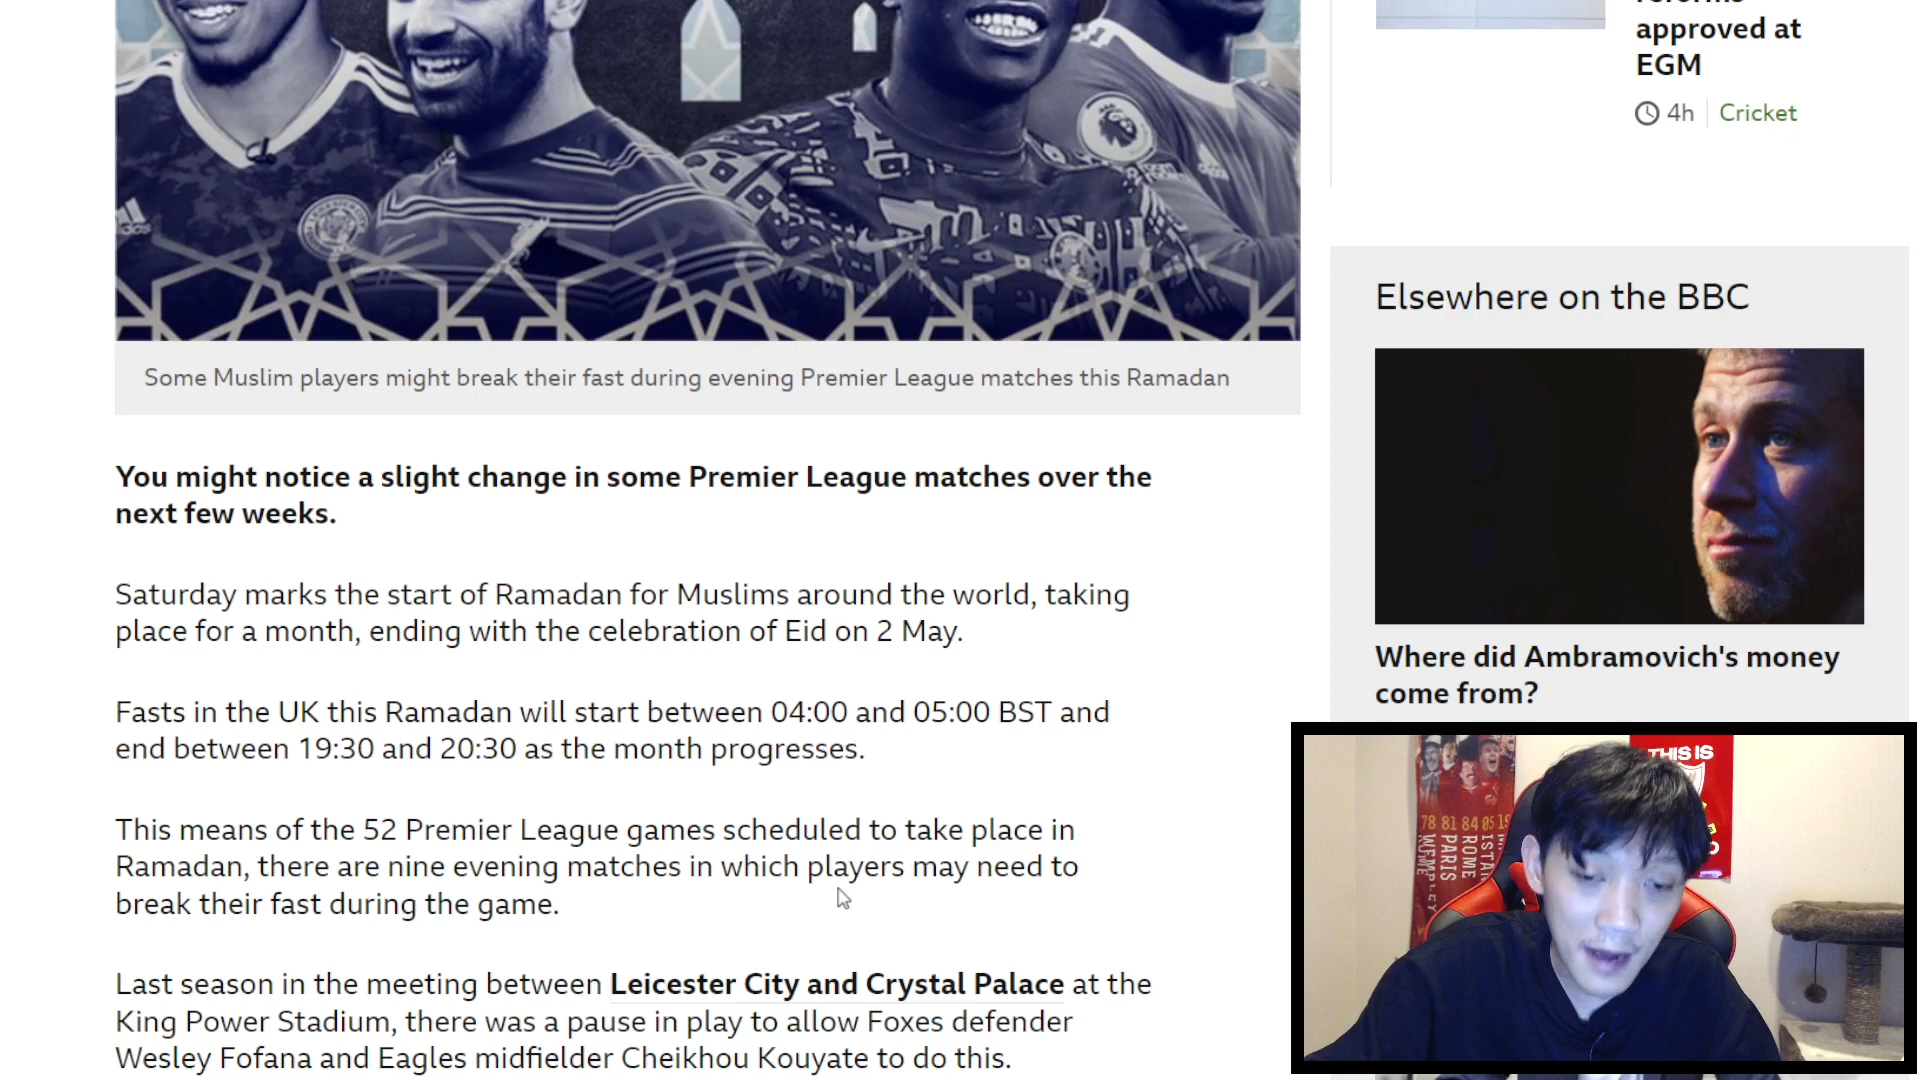 approved at
EGM
4h
Cricket
Some Muslim players might break their fast during evening Premier League matches this Ramadan
You might notice a slight change in some Premier League matches over the
next few weeks.
Saturday marks the start of Ramadan for Muslims around the world, taking
place for a month, ending with the celebration of Eid on 2 May.
Fasts in the UK this Ramadan will start between 04:00 and 05:00 BST and
end between 19:30 and 20:30 as the month progresses.
This means of the 52 Premier League games scheduled to take place in
Ramadan, there are nine evening matches in which players may need to
break their fast during the game.
Last season in the meeting between Leicester City and Crystal Palace at the
King Power Stadium, there was a pause in play to allow Foxes defender
Wesley Fofana and Eagles midfielder Cheikhou Kouyate to do this.
Elsewhere on the BBC
Where did Ambramovich's money
come from?
THIS IS
78 81 84 05
PARIS
ROME